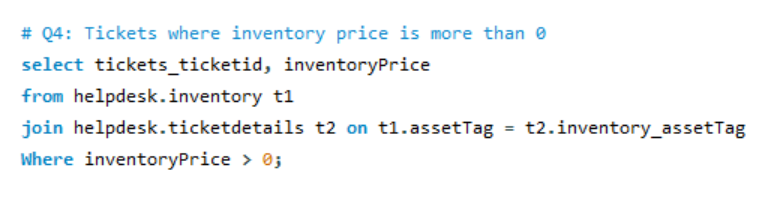 # Q4: Tickets where inventory price is more than 0
select tickets_ticketid, inventoryPrice
from helpdesk.inventory t1
join helpdesk.ticketdetails t2 on t1.assetTag = t2.inventory_assetTag
Where inventoryPrice > 0;